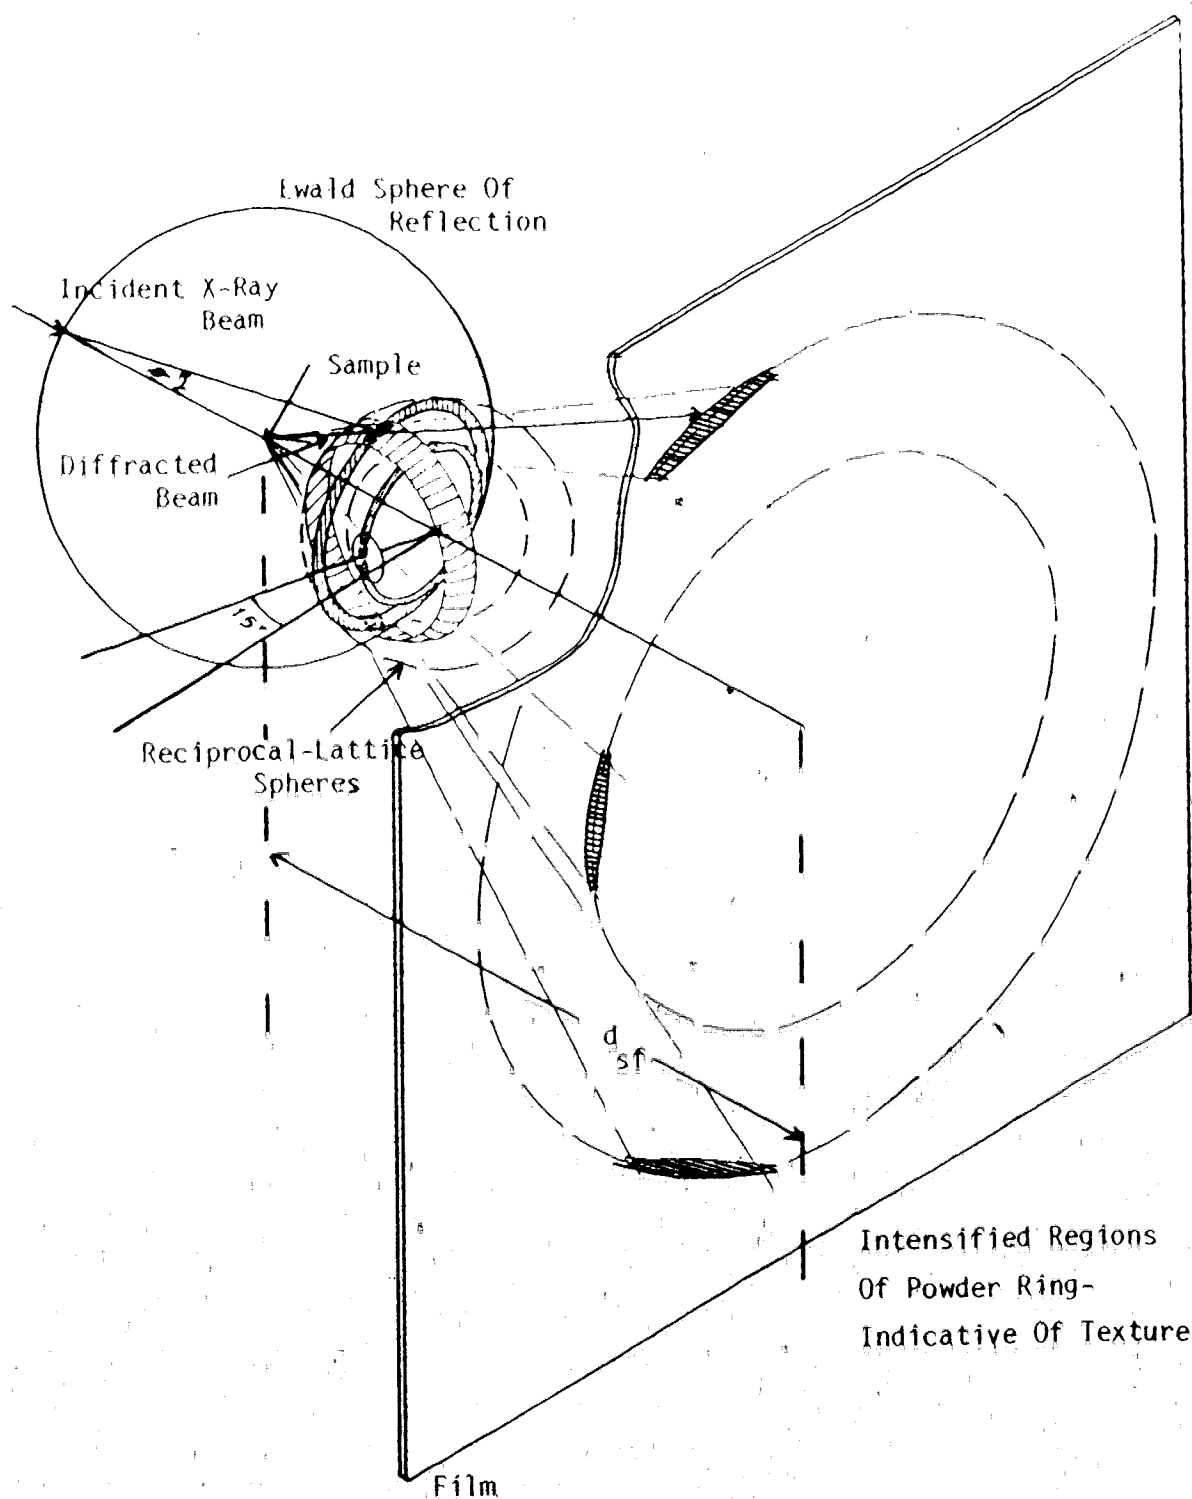 Ewald Sphere Of
Reflection
Incident X-Ray
Beam
Sample
Diffracted
Beam
15°
Reciprocal-Lattice
Spheres
d
sf
Intensified Regions
Of Powder Ring-
Indicative Of Texture
Film